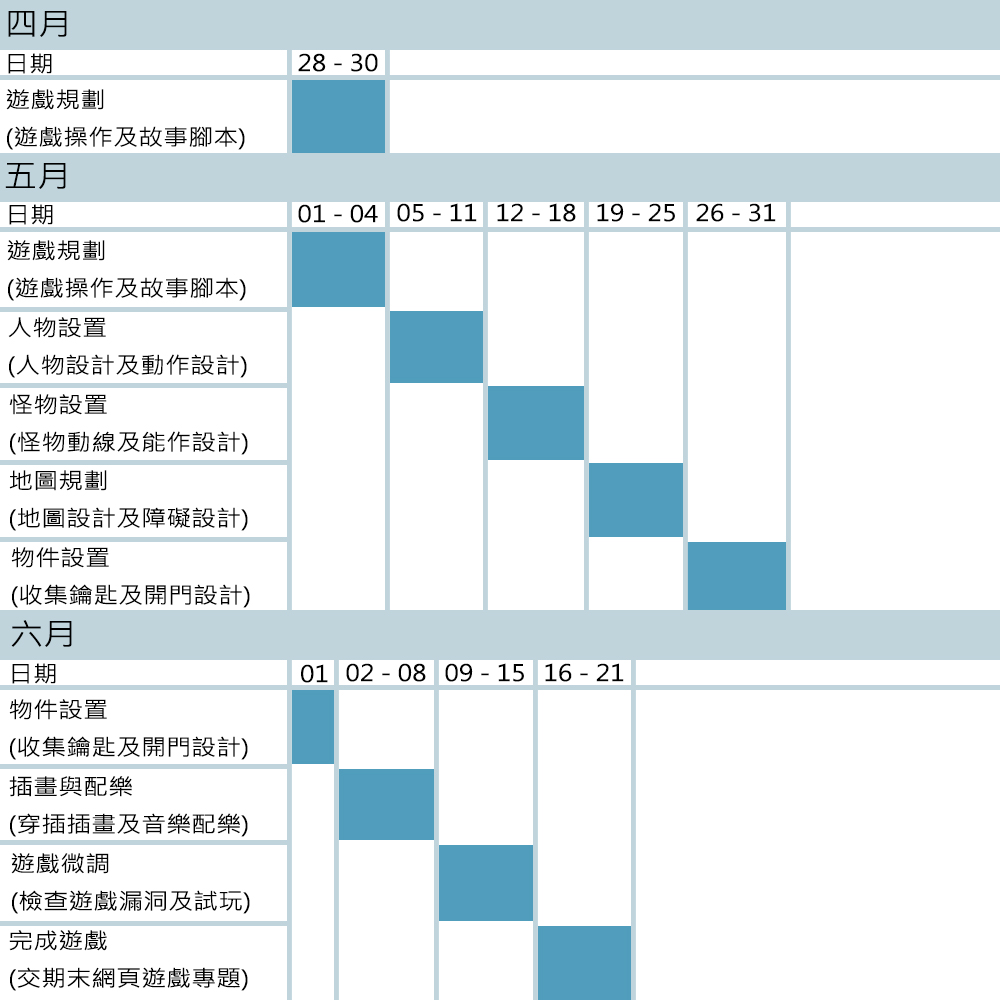 四月
日期 28 - 30
遊戲規劃
(遊戲操作及故事腳本)
五月
日期 01 - 04 05 - 11 12 - 18 19 - 25 26 - 31
遊戲規劃
(遊戲操作及故事腳本)
人物設置
(人物設計及動作設計)
怪物設置
(怪物動線及能作設計)
地圖規劃
(地圖設計及障礙設計)
物件設置
(收集鑰匙及開門設計)
六月
日期 01 02 - 08 09 - 15 16 - 21
物件設置
(收集鑰匙及開門設計)
插畫與配樂
(穿插插畫及音樂配樂)
遊戲微調
(檢查遊戲漏洞及試玩)
完成遊戲
(交期末網頁遊戲專題)